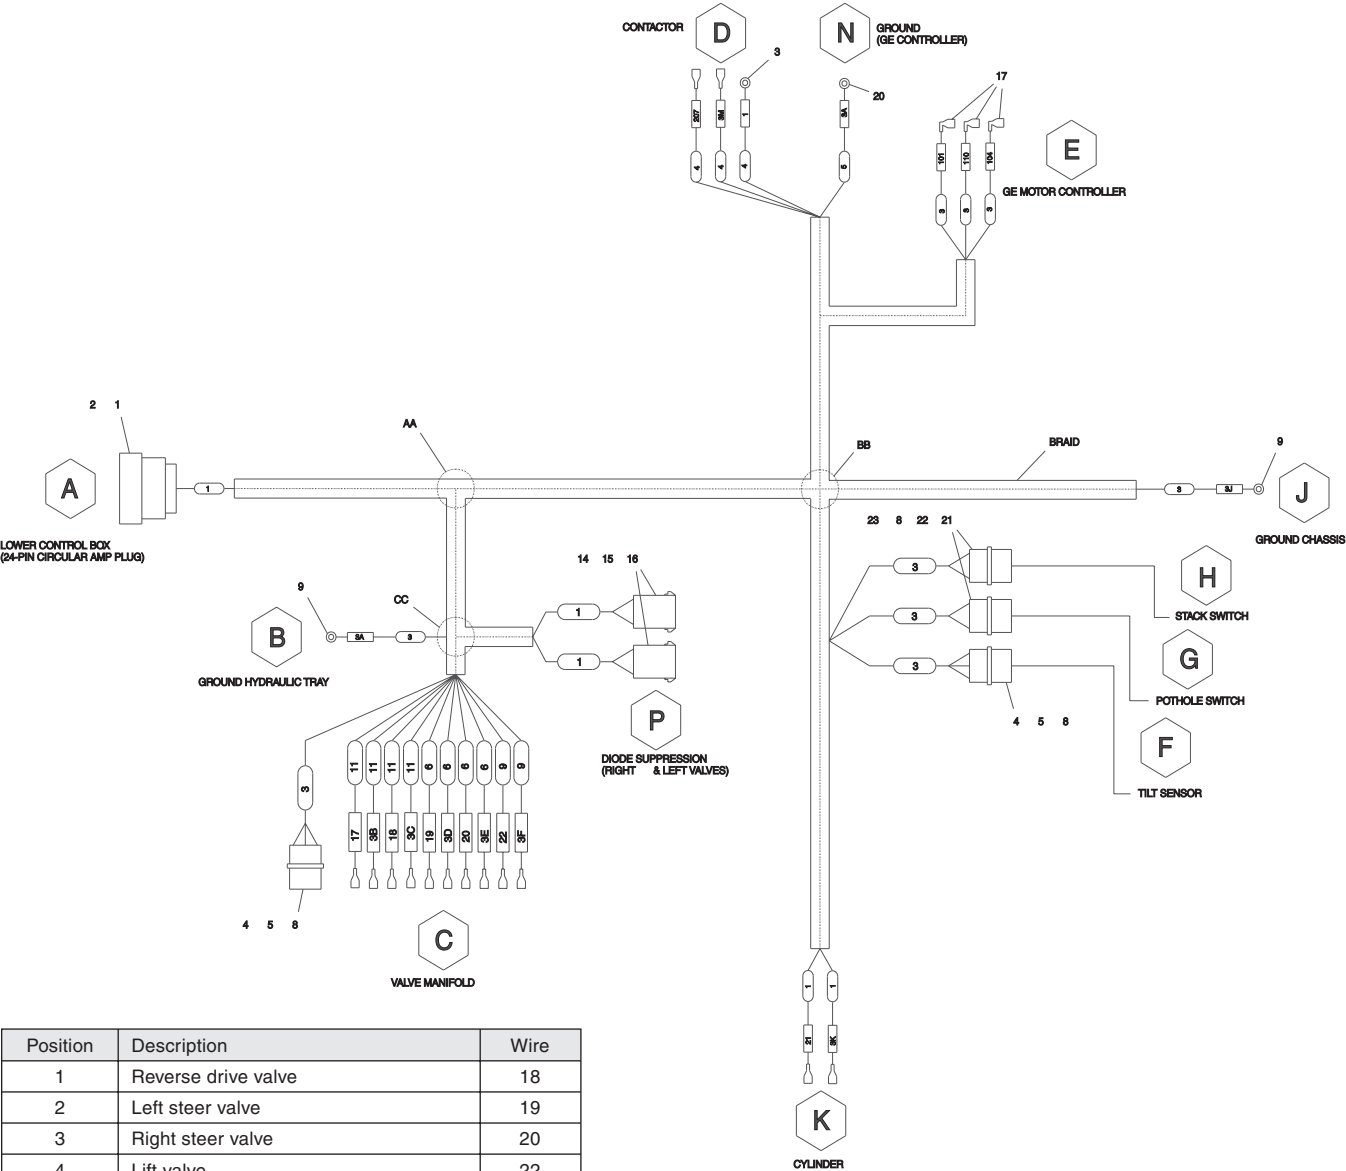 CONTACTOR
D
N
GROUND
(GE CONTROLLER)
3
20
17
207
3M
1
3A
4
4
4
5
101
110
104
3
3
3
E
GE MOTOR CONTROLLER
2 1
A
1
LOWER CONTROL BOX
(24-PIN CIRCULAR AMP PLUG)
AA
BB
BRAID
9
3
3J
J
GROUND CHASSIS
23 8 22 21
3
H
STACK SWITCH
3
G
POTHOLE SWITCH
3
4 5 8
F
TILT SENSOR
14 15 16
9
CC
B
3A
3
GROUND HYDRAULIC TRAY
1
1
P
DIODE SUPPRESSION
(RIGHT & LEFT VALVES)
3
11
11
11
11
6
6
6
6
9
9
17
3B
18
3C
19
3D
20
3E
22
3F
4 5 8
C
VALVE MANIFOLD
1
1
21
3K
K
CYLINDER
Position Description Wire
1 Reverse drive valve 18
2 Left steer valve 19
3 Right steer valve 20
4 Lift valve 22